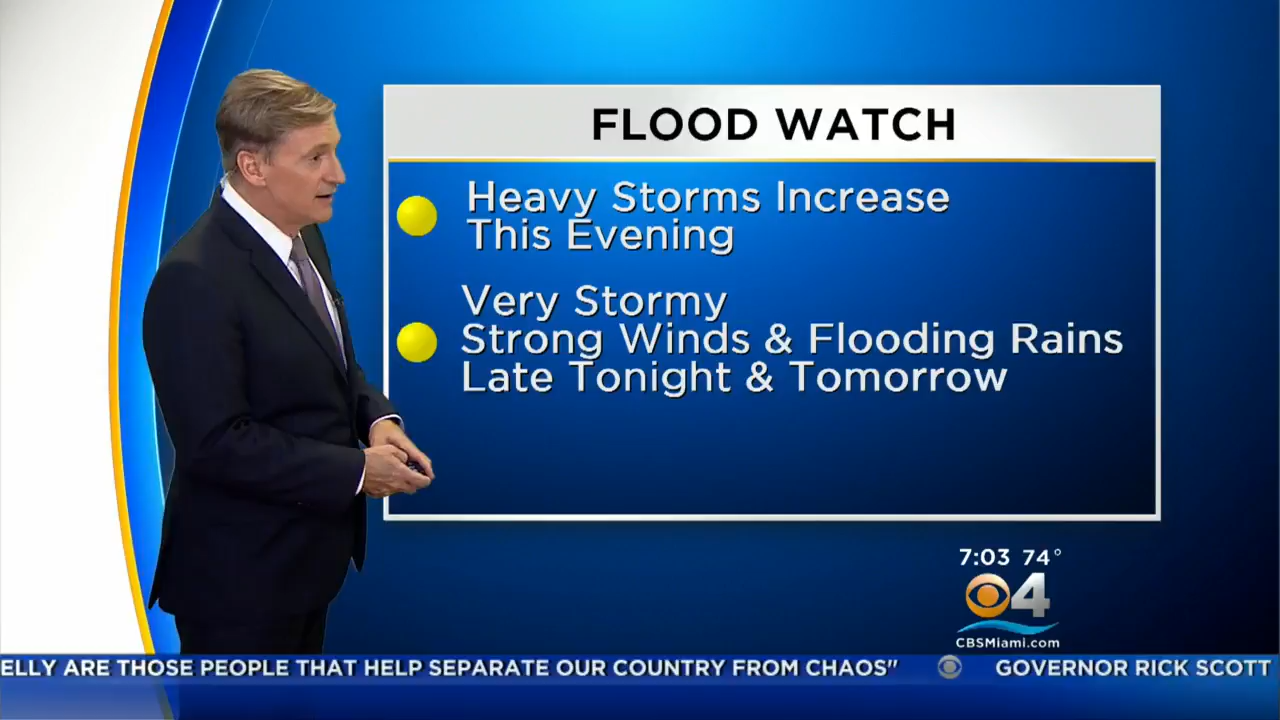 FLOOD WATCH
Heavy Storms Increase
This Evening
Very Stormy
Strong Winds & Flooding Rains
Late Tonight & Tomorrow
7:03 74°
4
CBSMiami.com
ELLY ARE THOSE PEOPLE THAT HELP SEPARATE OUR COUNTRY FROM CHAOS" GOVERNOR RICK SCOTT